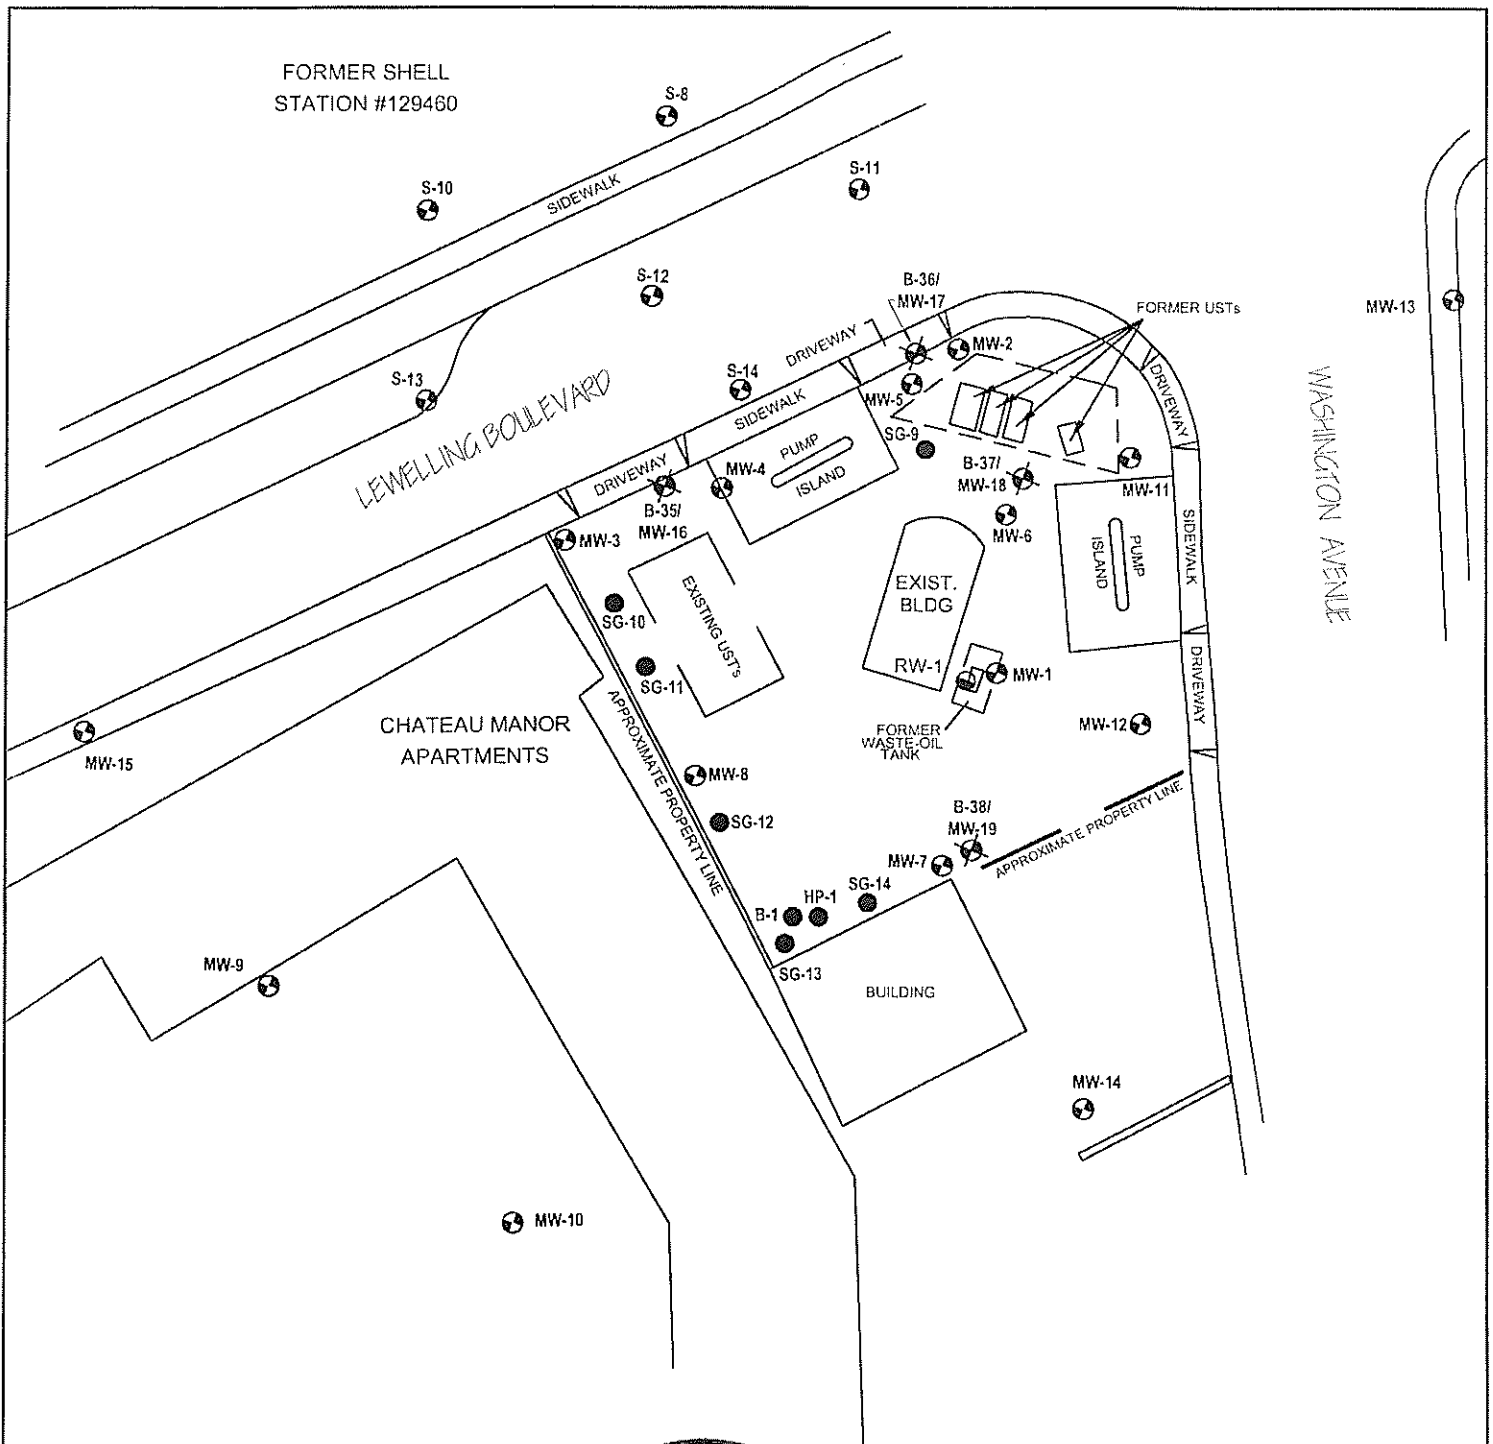 FORMER SHELL
STATION #129460
S-8
S-10
S-11
SIDEWALK
S-12
B-36/
MW-17
FORMER USTs
MW-13
DRIVEWAY
MW-2
S-13
S-14
MW-5
DRIVEWAY
LEWELLING BOULEVARD
SIDEWALK
WASHINGTON AVENUE
PUMP
ISLAND
SG-9
DRIVEWAY
MW-4
B-37/
MW-18
MW-11
B-35/
MW-16
MW-3
MW-6
SIDEWALK
PUMP
ISLAND
EXISTING UST's
EXIST.
BLDG
SG-10
SG-11
RW-1
MW-1
DRIVEWAY
APPROXIMATE PROPERTY LINE
CHATEAU MANOR
APARTMENTS
FORMER
WASTE-OIL
TANK
MW-12
MW-15
MW-8
SG-12
B-38/
MW-19
APPROXIMATE PROPERTY LINE
MW-7
SG-14
HP-1
B-1
SG-13
MW-9
BUILDING
MW-14
MW-10